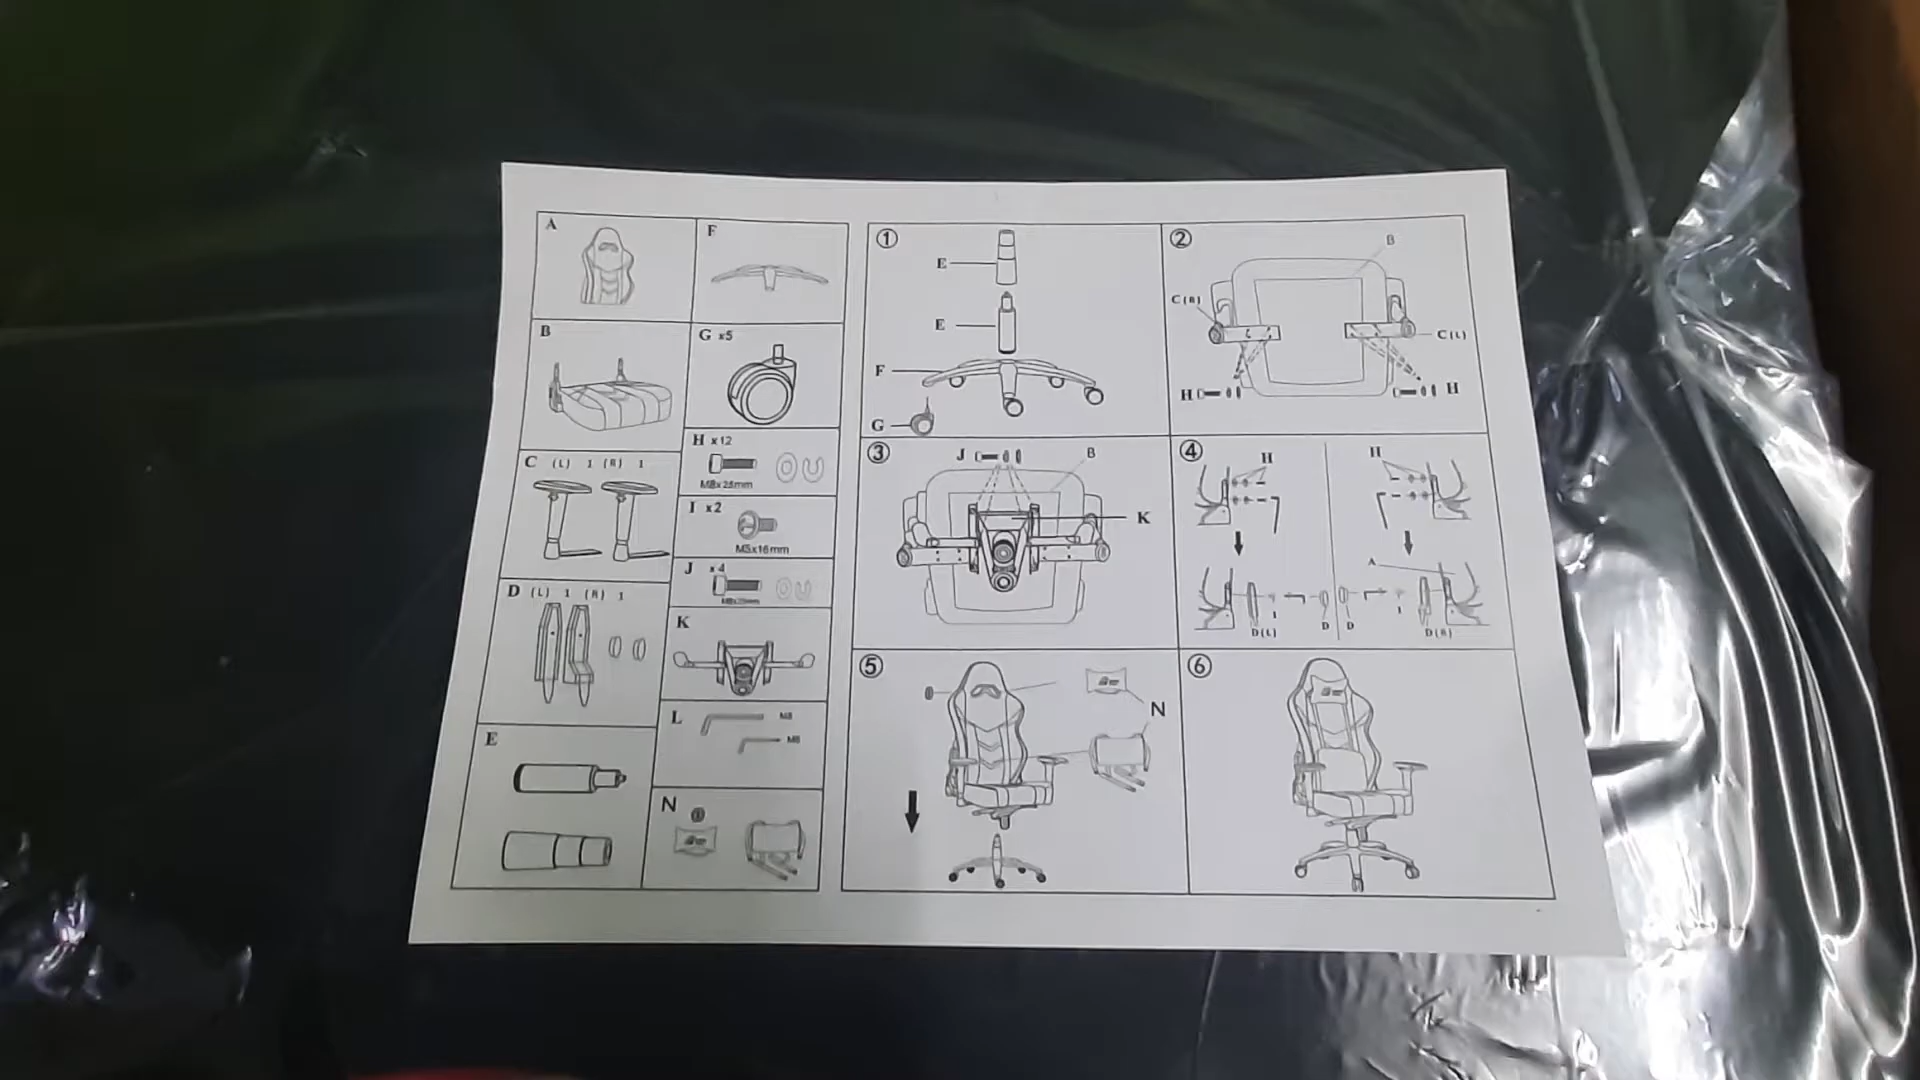 A
F
B
G x5
C (L) 1 (R) 1
H x12
M8x25mm
I x2
M5x16mm
D (L) 1 (R) 1
J x4
K
E
L
M8
M6
N
1
E
E
F
G
2
B
C(R)
C(L)
H
H
3
J
B
K
4
H
H
A
I
I
D(L)
D
D
D(R)
5
N
6